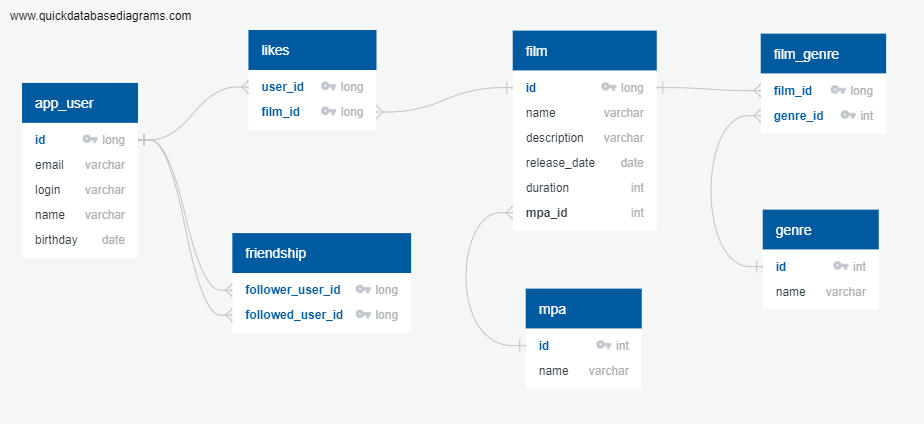 www.quickdatabasediagrams.com
app_user
id long
email varchar
login varchar
name varchar
birthday date
likes
user_id long
film_id long
friendship
follower_user_id long
followed_user_id long
film
id long
name varchar
description varchar
release_date date
duration int
mpa_id int
mpa
id int
name varchar
film_genre
film_id long
genre_id int
genre
id int
name varchar